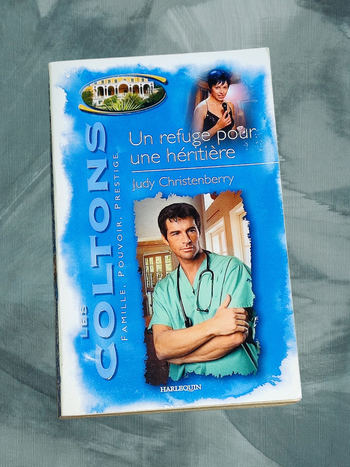 Un refuge pour
une héritière
Judy Christenberry
LES
COLTONS
FAMILLE, POUVOIR, PRESTIGE
HARLEQUIN